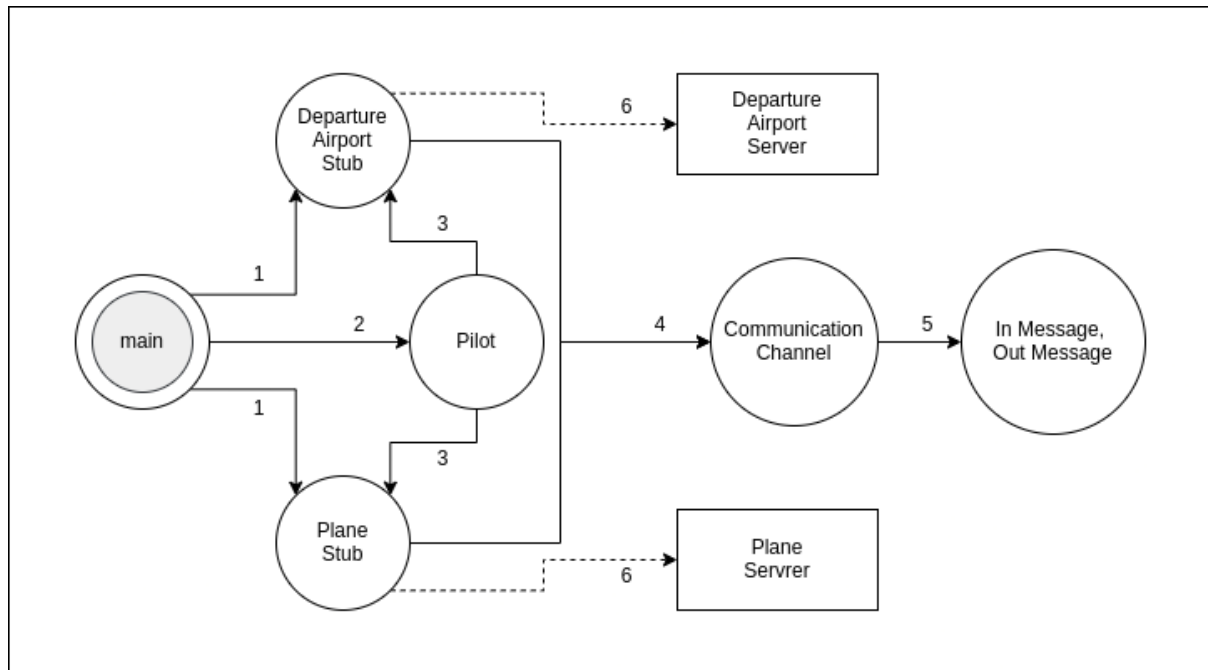 Departure
Airport
Stub
6
Departure
Airport
Server
3
1
main
2
Pilot
4
Communication
Channel
5
In Message,
Out Message
1
3
Plane
Stub
6
Plane
Servrer